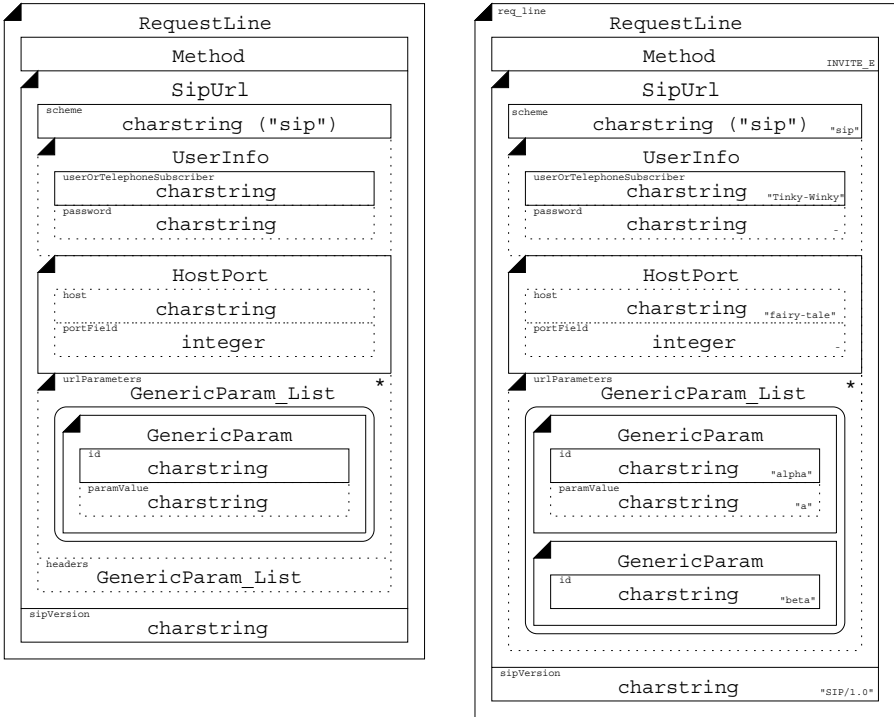 RequestLine
Method
SipUrl
scheme
charstring ("sip")
UserInfo
userOrTelephoneSubscriber
charstring
password
charstring
HostPort
host
charstring
portField
integer
urlParameters
*
GenericParam_List
GenericParam
id
charstring
paramValue
charstring
headers
GenericParam_List
sipVersion
charstring
req_line
RequestLine
Method
INVITE_E
SipUrl
scheme
charstring ("sip")
"sip"
UserInfo
userOrTelephoneSubscriber
charstring
"Tinky-Winky"
password
charstring
-
HostPort
host
charstring
"fairy-tale"
portField
integer
-
urlParameters
*
GenericParam_List
GenericParam
id
charstring
"alpha"
paramValue
charstring
"a"
GenericParam
id
charstring
"beta"
sipVersion
charstring
"SIP/1.0"